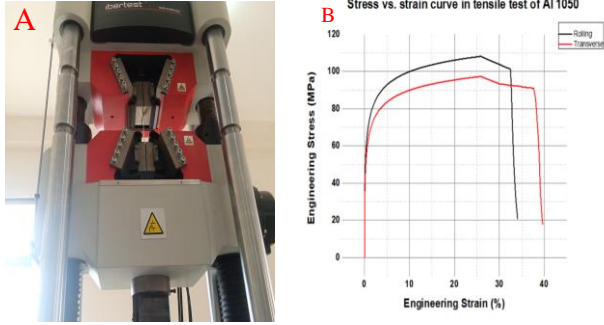 A
ibertest
B
Stress vs. strain curve in tensile test of Al 1050
Rolling
Transverse
Engineering Stress (MPa)
120
100
80
60
40
20
0
0
10
20
30
40
Engineering Strain (%)